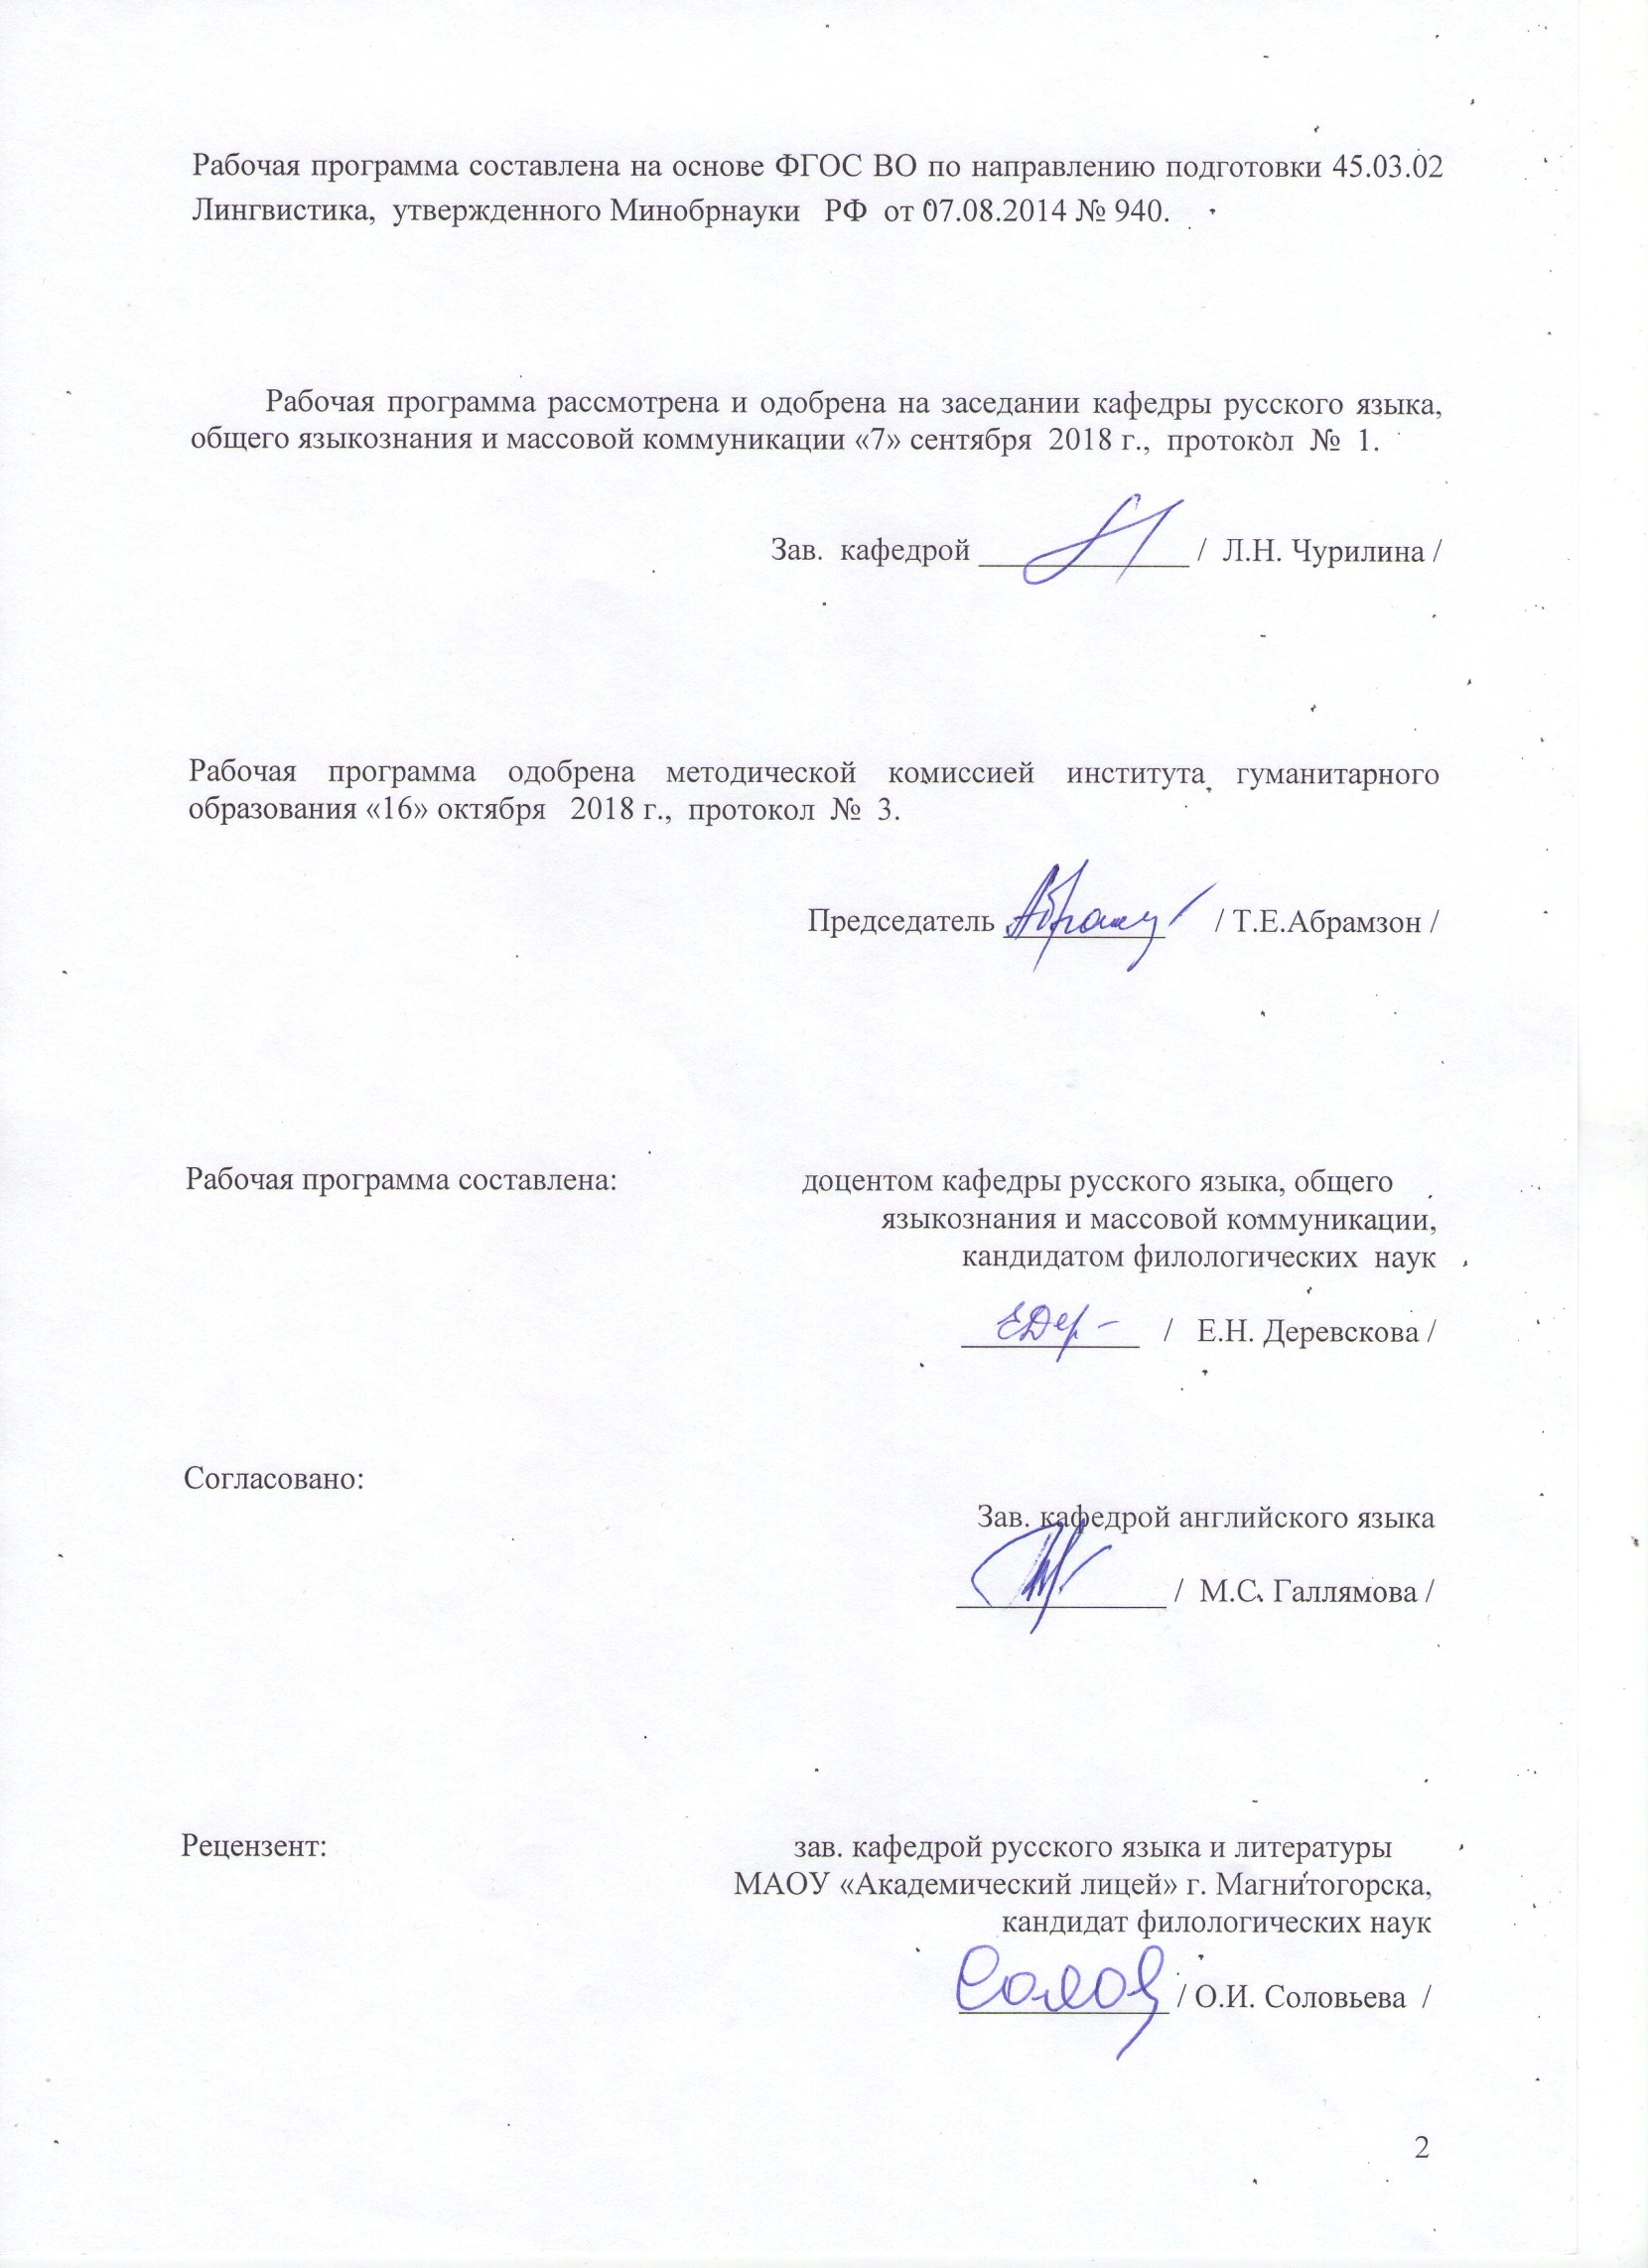 Рабочая программа составлена на основе ФГОС ВО по направлению подготовки 45.03.02
Лингвистика, утвержденного Минобрнауки РФ от 07.08.2014 № 940.
Рабочая программа рассмотрена и одобрена на заседании кафедры русского языка,
общего языкознания и массовой коммуникации «7» сентября 2018 г., протокол № 1.
Зав. кафедрой _____________ / Л.Н. Чурилина /
Рабочая программа одобрена методической комиссией института гуманитарного
образования «16» октября 2018 г., протокол № 3.
Председатель __________ / Т.Е.Абрамзон /
Рабочая программа составлена: доцентом кафедры русского языка, общего
языкознания и массовой коммуникации,
кандидатом филологических наук
___________ / Е.Н. Деревскова /
Согласовано:
Зав. кафедрой английского языка
_____________ / М.С. Галлямова /
Рецензент: зав. кафедрой русского языка и литературы
МАОУ «Академический лицей» г. Магнитогорска,
кандидат филологических наук
_____________ / О.И. Соловьева /
2